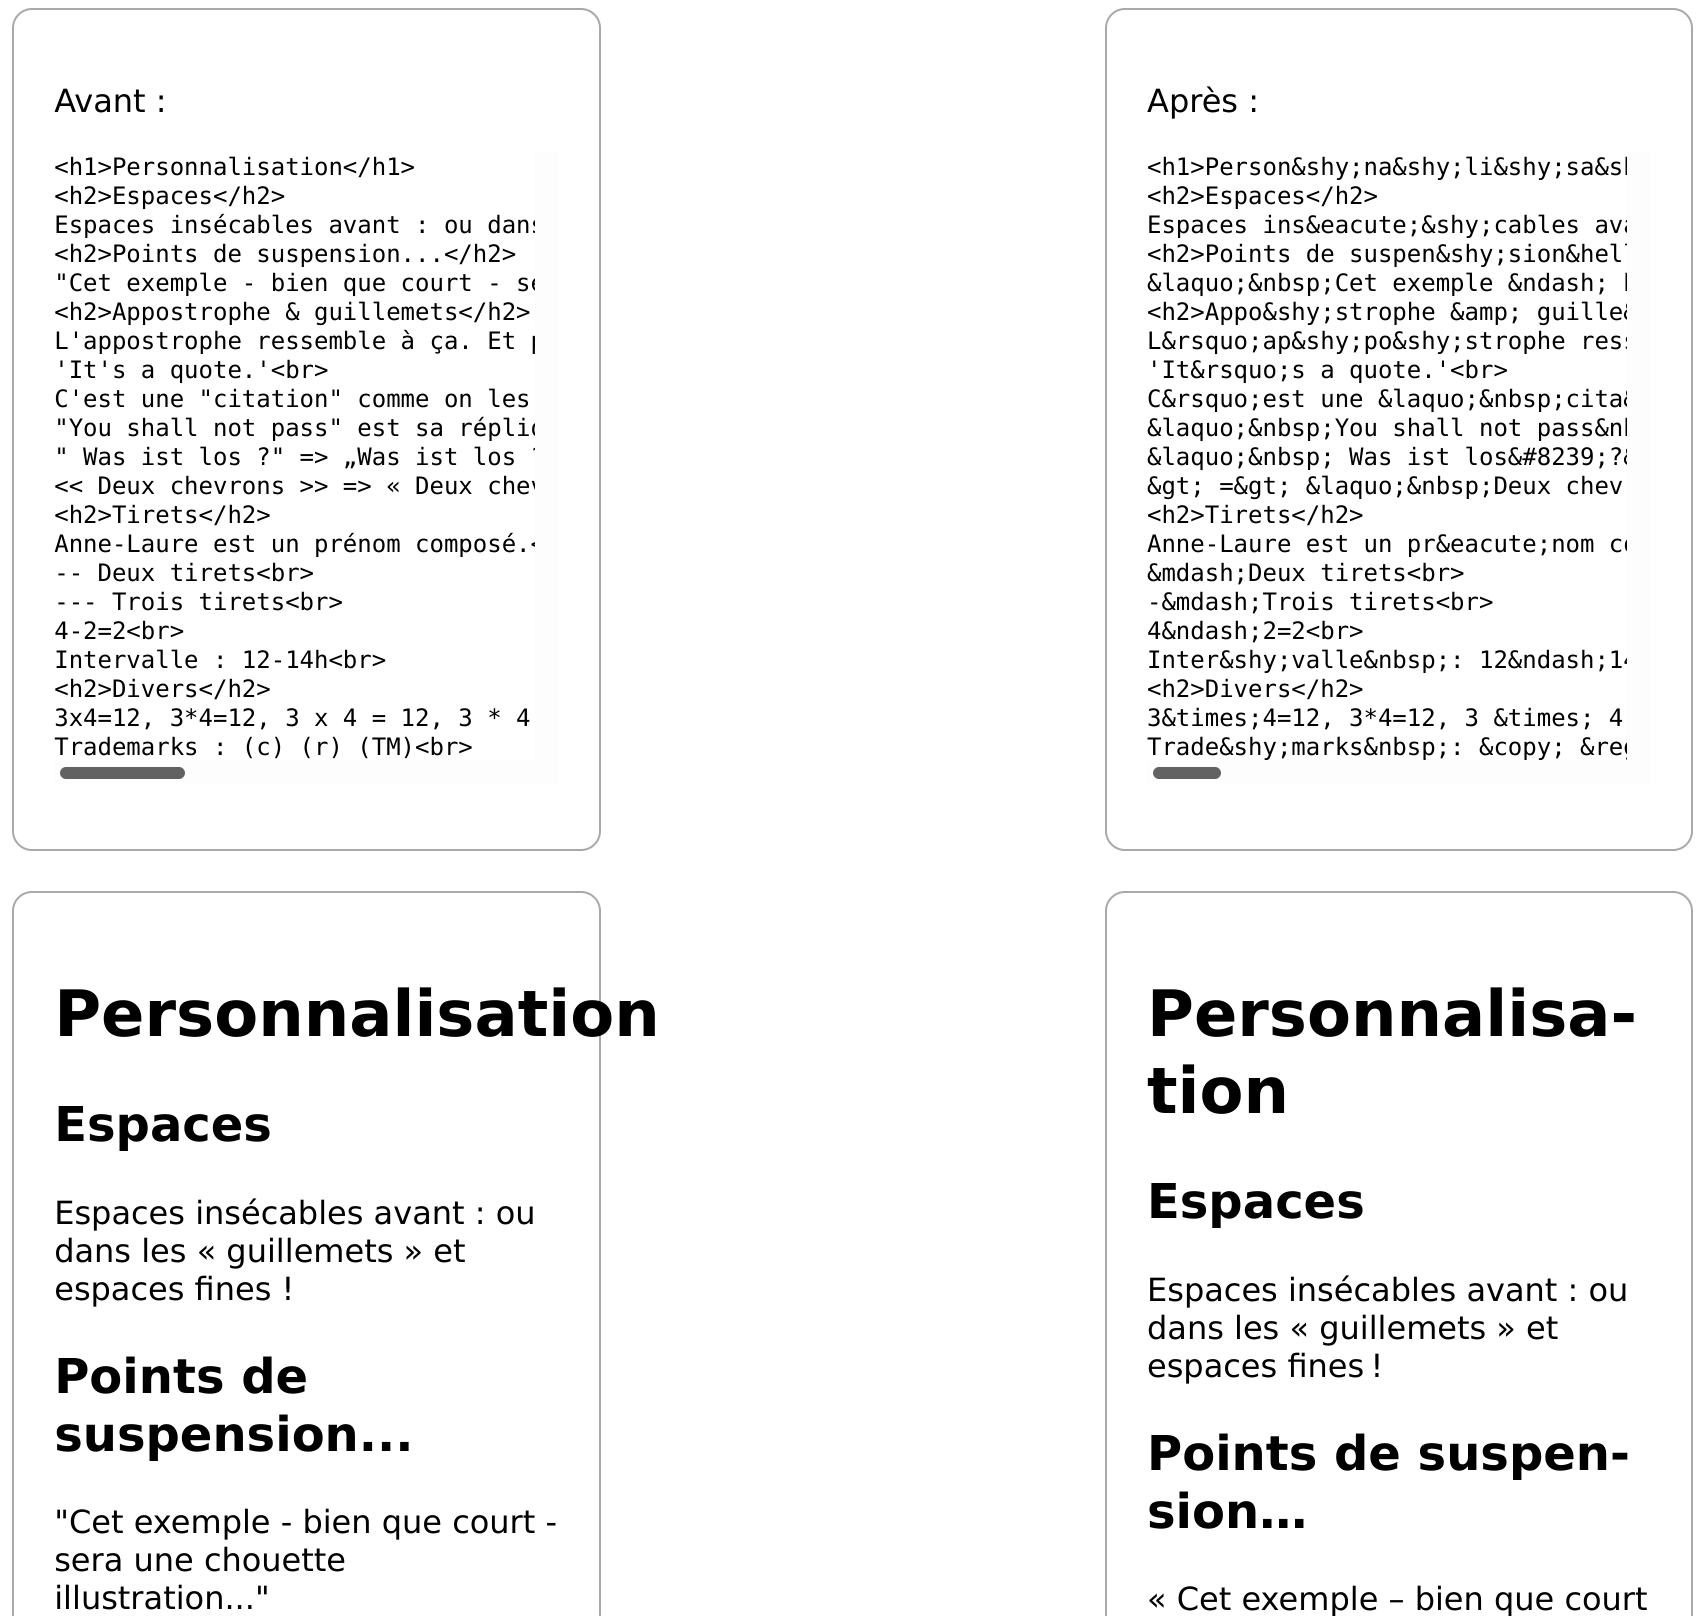 Avant :
<h1>Personnalisation</h1>
<h2>Espaces</h2>
Espaces insécables avant : ou dans
<h2>Points de suspension...</h2>
"Cet exemple - bien que court - se
<h2>Appostrophe & guillemets</h2>
L'appostrophe ressemble à ça. Et
'It's a quote.'<br>
C'est une "citation" comme on les
"You shall not pass" est sa répliq
" Was ist los ?" => „Was ist los
<< Deux chevrons >> => « Deux chev
<h2>Tirets</h2>
Anne-Laure est un prénom composé.<
-- Deux tirets<br>
--- Trois tirets<br>
4-2=2<br>
Intervalle : 12-14h<br>
<h2>Divers</h2>
3x4=12, 3*4=12, 3 x 4 = 12, 3 * 4
Trademarks : (c) (r) (TM)<br>
Après :
<h1>Person&shy;na&shy;li&shy;sa&sh
<h2>Espaces</h2>
Espaces ins&eacute;&shy;cables ava
<h2>Points de suspen&shy;sion&hell
&laquo;&nbsp;Cet exemple &ndash;
<h2>Appo&shy;strophe &amp; guille&
L&rsquo;ap&shy;po&shy;strophe ress
'It&rsquo;s a quote.'<br>
C&rsquo;est une &laquo;&nbsp;cita&
&laquo;&nbsp;You shall not pass&nb
&laquo;&nbsp; Was ist los&#8239;?&
&gt; =&gt; &laquo;&nbsp;Deux chev
<h2>Tirets</h2>
Anne-Laure est un pr&eacute;nom co
&mdash;Deux tirets<br>
-&mdash;Trois tirets<br>
4&ndash;2=2<br>
Inter&shy;valle&nbsp;: 12&ndash;14
<h2>Divers</h2>
3&times;4=12, 3*4=12, 3 &times; 4
Trade&shy;marks&nbsp;: &copy; &reg
Personnalisation
Espaces
Espaces insécables avant : ou
dans les « guillemets » et
espaces fines !
Points de
suspension...
"Cet exemple - bien que court -
sera une chouette
illustration..."
Personnalisa-
tion
Espaces
Espaces insécables avant : ou
dans les « guillemets » et
espaces fines !
Points de suspen-
sion…
« Cet exemple – bien que court